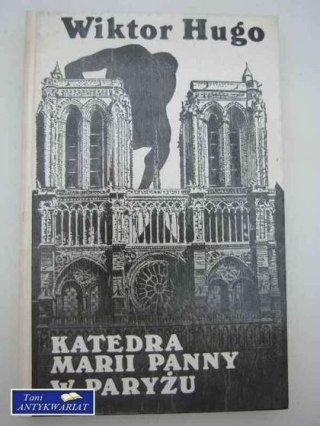 Wiktor Hugo
KATEDRA
MARII PANNY
W PARYŻU
Tani
ANTYKWARIAT